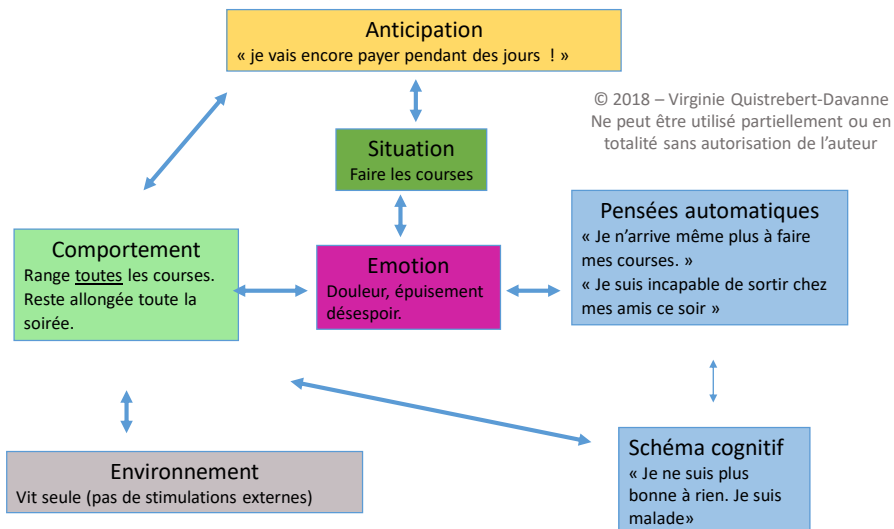 Anticipation
« je vais encore payer pendant des jours  ! »
© 2018 – Virginie Quistrebert-Davanne
Ne peut être utilisé partiellement ou en
totalité sans autorisation de l'auteur
Situation
Faire les courses
Pensées automatiques
« Je n'arrive même plus à faire
mes courses. »
« Je suis incapable de sortir chez
mes amis ce soir »
Comportement
Range toutes les courses.
Reste allongée toute la
soirée.
Emotion
Douleur, épuisement
désespoir.
Environnement
Vit seule (pas de stimulations externes)
Schéma cognitif
« Je ne suis plus
bonne à rien. Je suis
malade»